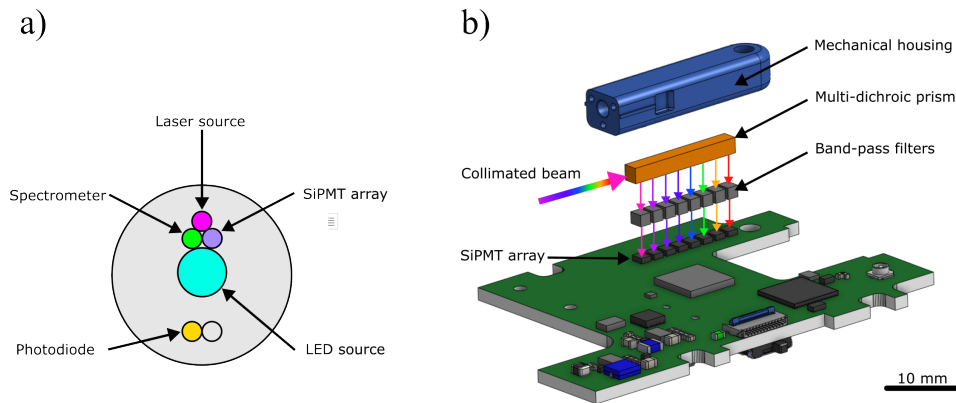 a)
Laser source
Spectrometer
SiPMT array
Photodiode
LED source
b)
Mechanical housing
Multi-dichroic prism
Band-pass filters
Collimated beam
SiPMT array
10 mm